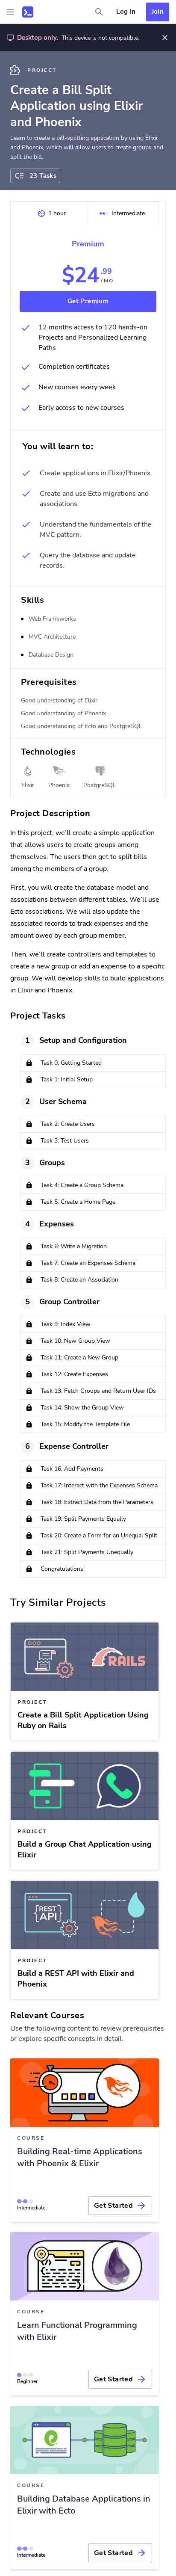 Log In
Join
Desktop only. This device is not compatible.
PROJECT
Create a Bill Split
Application using Elixir
and Phoenix
Learn to create a bill-splitting application by using Elixir
and Phoenix, which will allow users to create groups and
split the bill.
23 Tasks
1 hour
Intermediate
Premium
$24.99
/ MO
Get Premium
12 months access to 120 hands-on
Projects and Personalized Learning
Paths
Completion certificates
New courses every week
Early access to new courses
You will learn to:
Create applications in Elixir/Phoenix.
Create and use Ecto migrations and
associations.
Understand the fundamentals of the
MVC pattern.
Query the database and update
records.
Skills
Web Frameworks
MVC Architecture
Database Design
Prerequisites
Good understanding of Elixir
Good understanding of Phoenix
Good understanding of Ecto and PostgreSQL
Technologies
Elixir
Phoenix
PostgreSQL
Project Description
In this project, we'll create a simple application
that allows users to create groups among
themselves. The users then get to split bills
among the members of a group.
First, you will create the database model and
associations between different tables. We'll use
Ecto associations. We will also update the
associated records to track expenses and the
amount owed by each group member.
Then, we'll create controllers and templates to
create a new group or add an expense to a specific
group. We will develop skills to build applications
in Elixir and Phoenix.
Project Tasks
1 Setup and Configuration
Task 0: Getting Started
Task 1: Initial Setup
2 User Schema
Task 2: Create Users
Task 3: Test Users
3 Groups
Task 4: Create a Group Schema
Task 5: Create a Home Page
4 Expenses
Task 6: Write a Migration
Task 7: Create an Expenses Schema
Task 8: Create an Association
5 Group Controller
Task 9: Index View
Task 10: New Group View
Task 11: Create a New Group
Task 12: Create Expenses
Task 13: Fetch Groups and Return User IDs
Task 14: Show the Group View
Task 15: Modify the Template File
6 Expense Controller
Task 16: Add Payments
Task 17: Interact with the Expenses Schema
Task 18: Extract Data from the Parameters
Task 19: Split Payments Equally
Task 20: Create a Form for an Unequal Split
Task 21: Split Payments Unequally
Congratulations!
Try Similar Projects
RAILS
PROJECT
Create a Bill Split Application Using
Ruby on Rails
PROJECT
Build a Group Chat Application using
Elixir
REST
API
PROJECT
Build a REST API with Elixir and
Phoenix
Relevant Courses
Use the following content to review prerequisites
or explore specific concepts in detail.
COURSE
Building Real-time Applications
with Phoenix & Elixir
Intermediate
Get Started
COURSE
Learn Functional Programming
with Elixir
Beginner
Get Started
COURSE
Building Database Applications in
Elixir with Ecto
Intermediate
Get Started